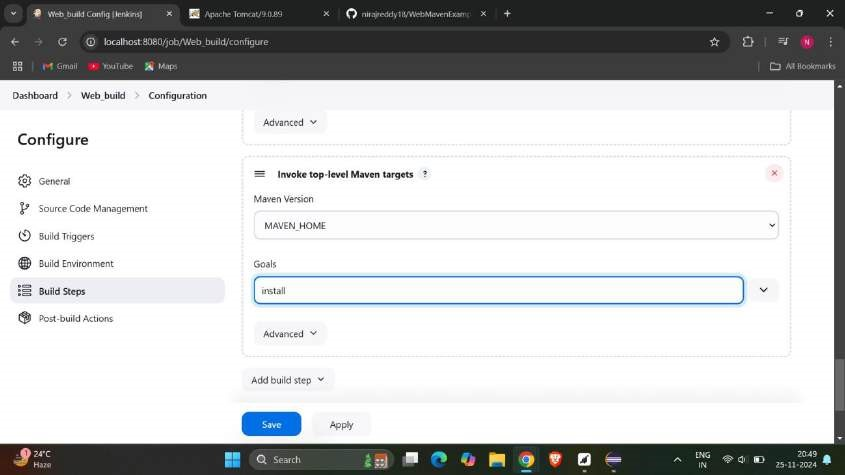 Web_build Config [Jenkins]
Apache Tomcat/9.0.89
nirajreddy18/WebMavenExamp
localhost:8080/job/Web_build/configure
N
Gmail
YouTube
Maps
All Bookmarks
Dashboard > Web_build > Configuration
Configure
General
Source Code Management
Build Triggers
Build Environment
Build Steps
Post-build Actions
Advanced
Invoke top-level Maven targets ?
Maven Version
MAVEN_HOME
Goals
install
Advanced
Add build step
Save
Apply
1
24°C
Haze
Search
ENG
IN
20:49
25-11-2024